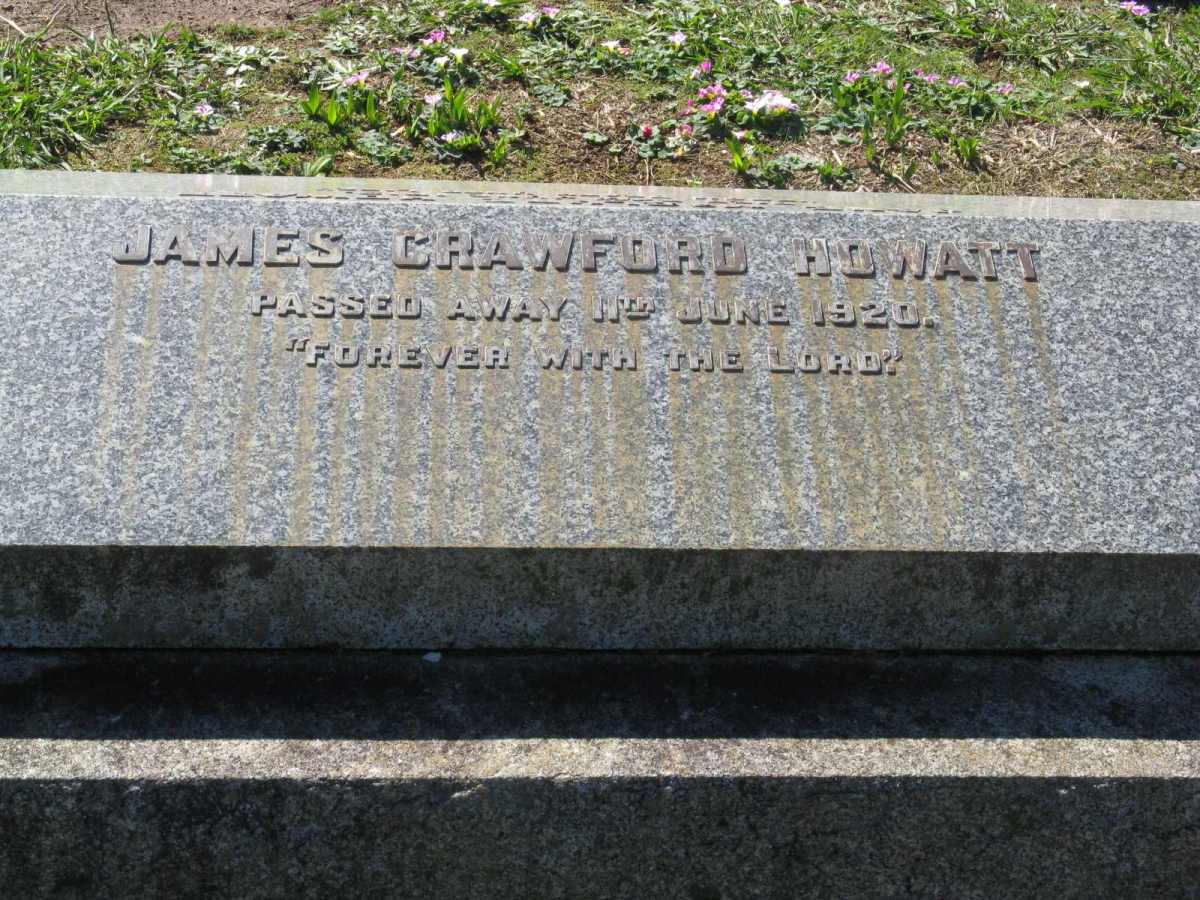 JAMES CRAWFORD HOWATT
PASSED AWAY 11TH JUNE 1920.
"FOREVER WITH THE LORD."